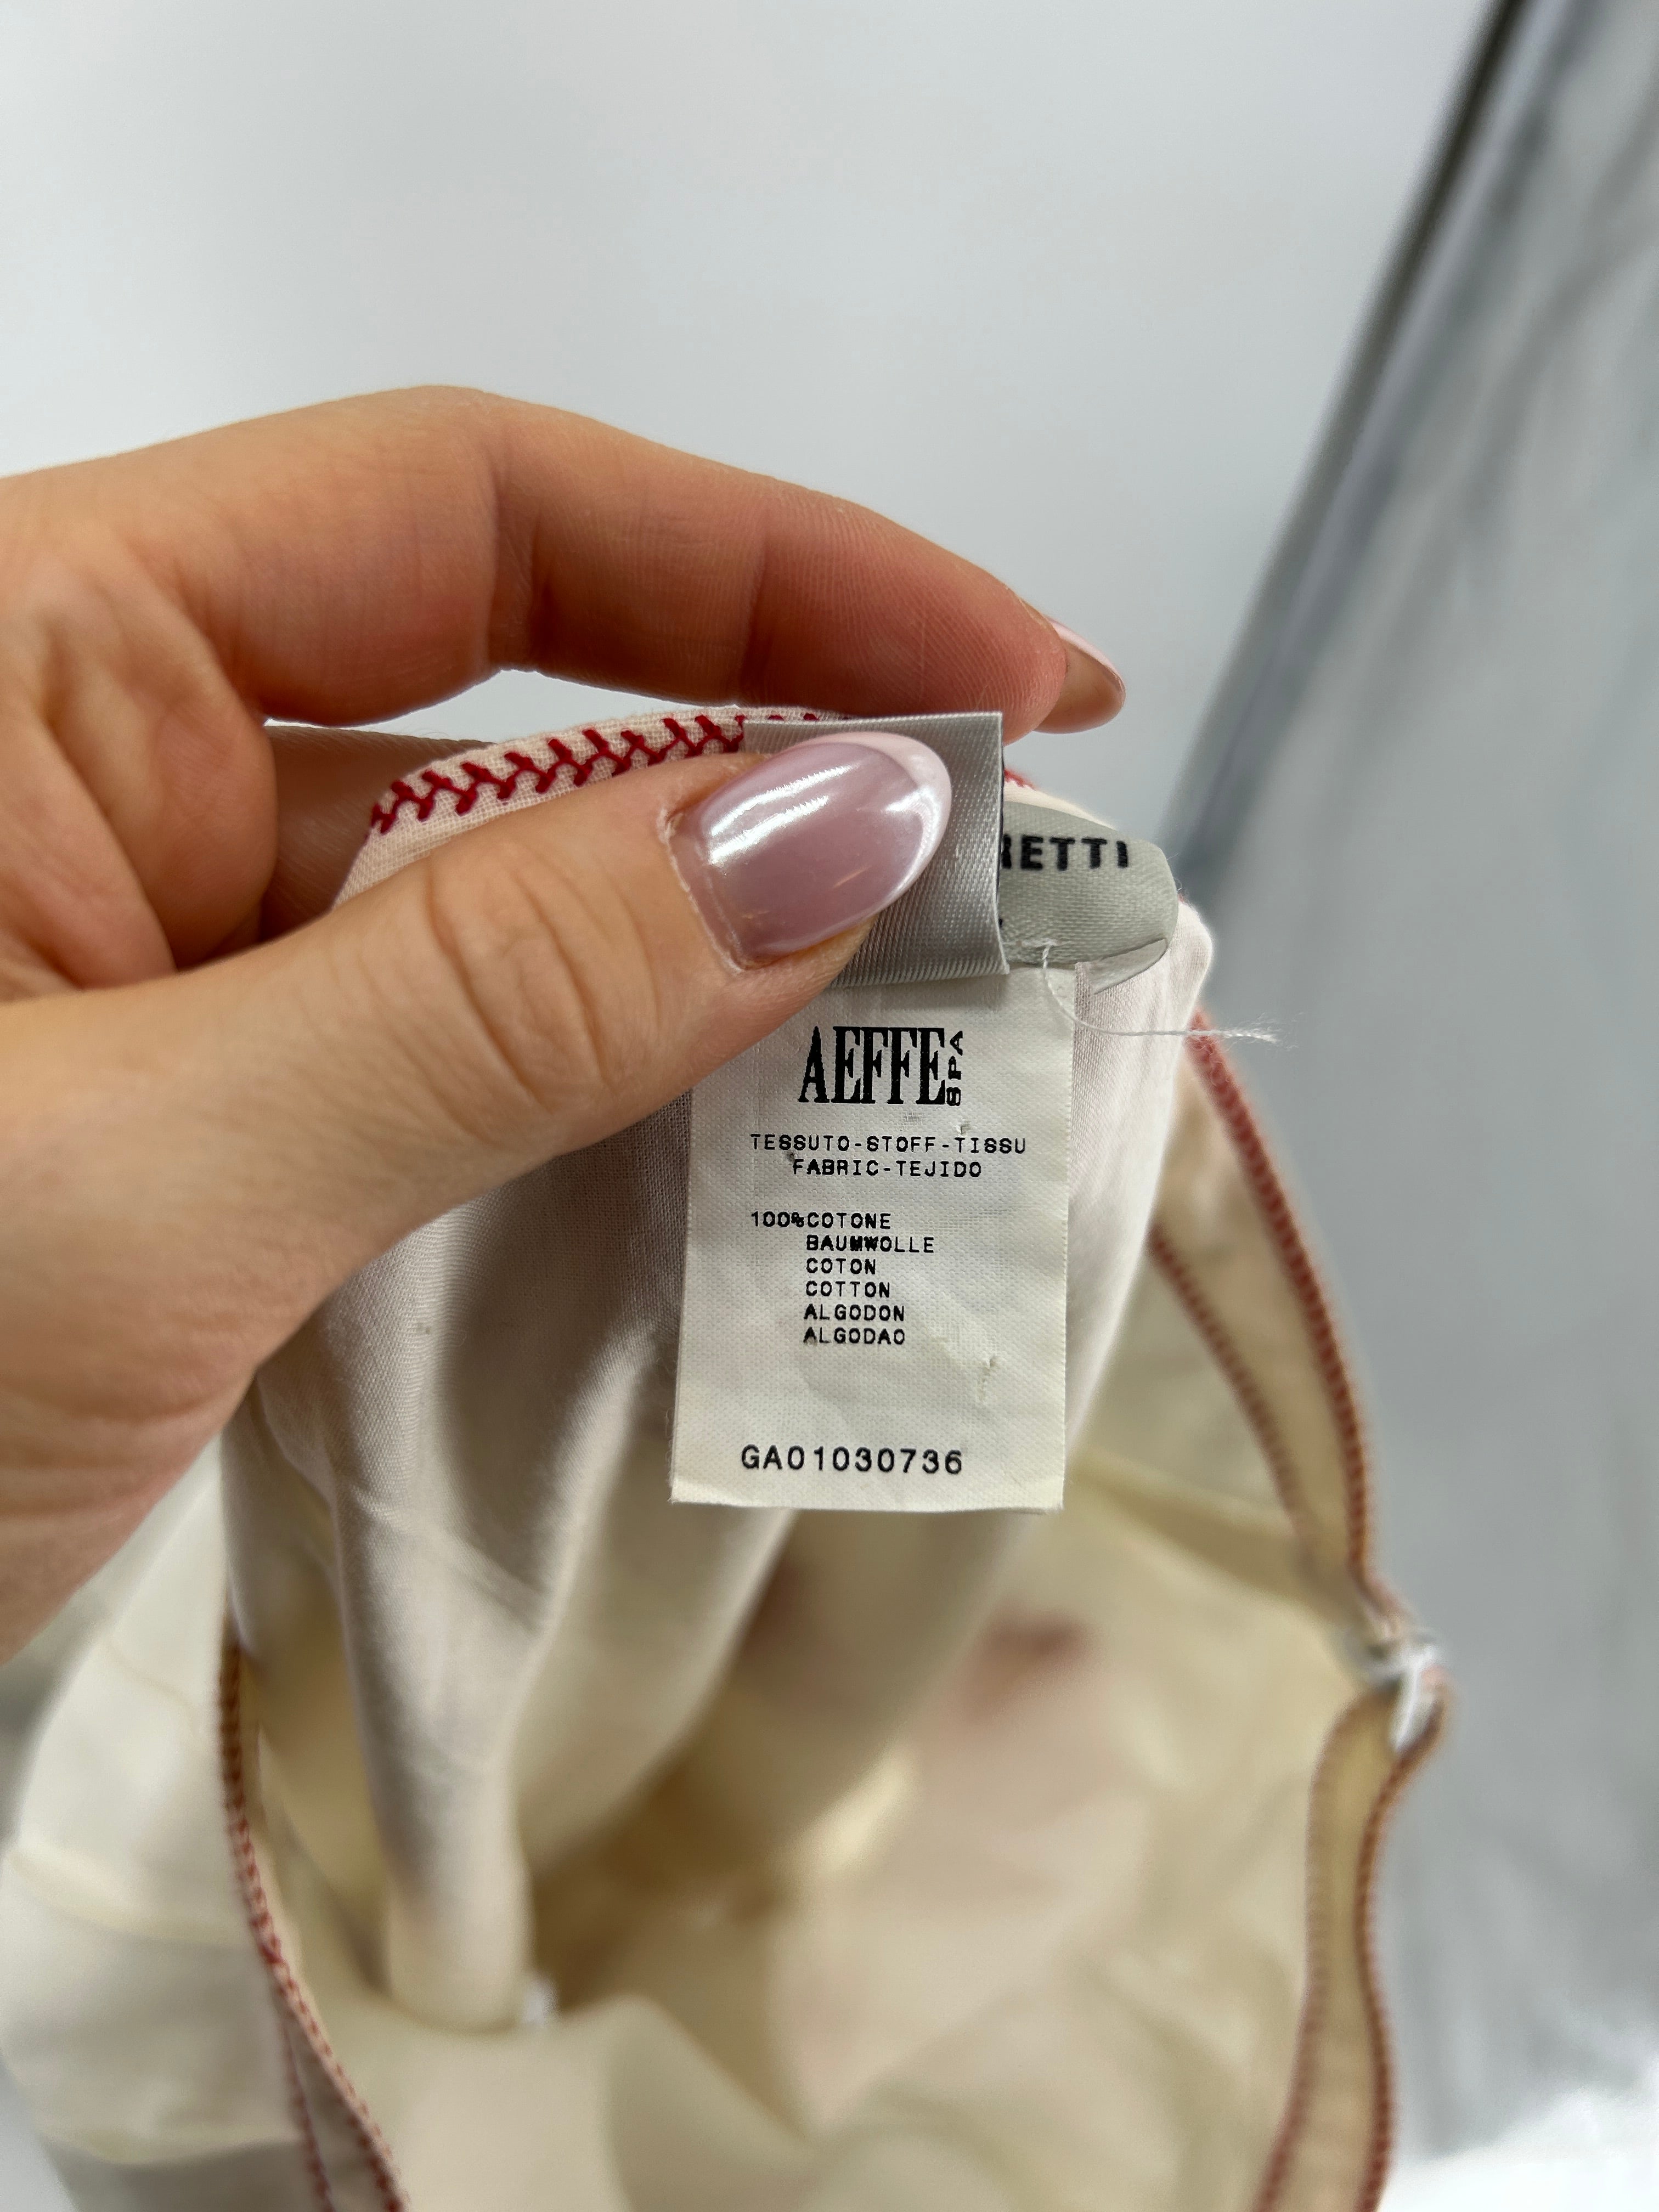 RETTI
AEFFE SPA
TESSUTO-STOFF-TISSU
FABRIC-TEJIDO
100%COTONE
BAUMWOLLE
COTON
COTTON
ALGODON
ALGODAO
GA01030736